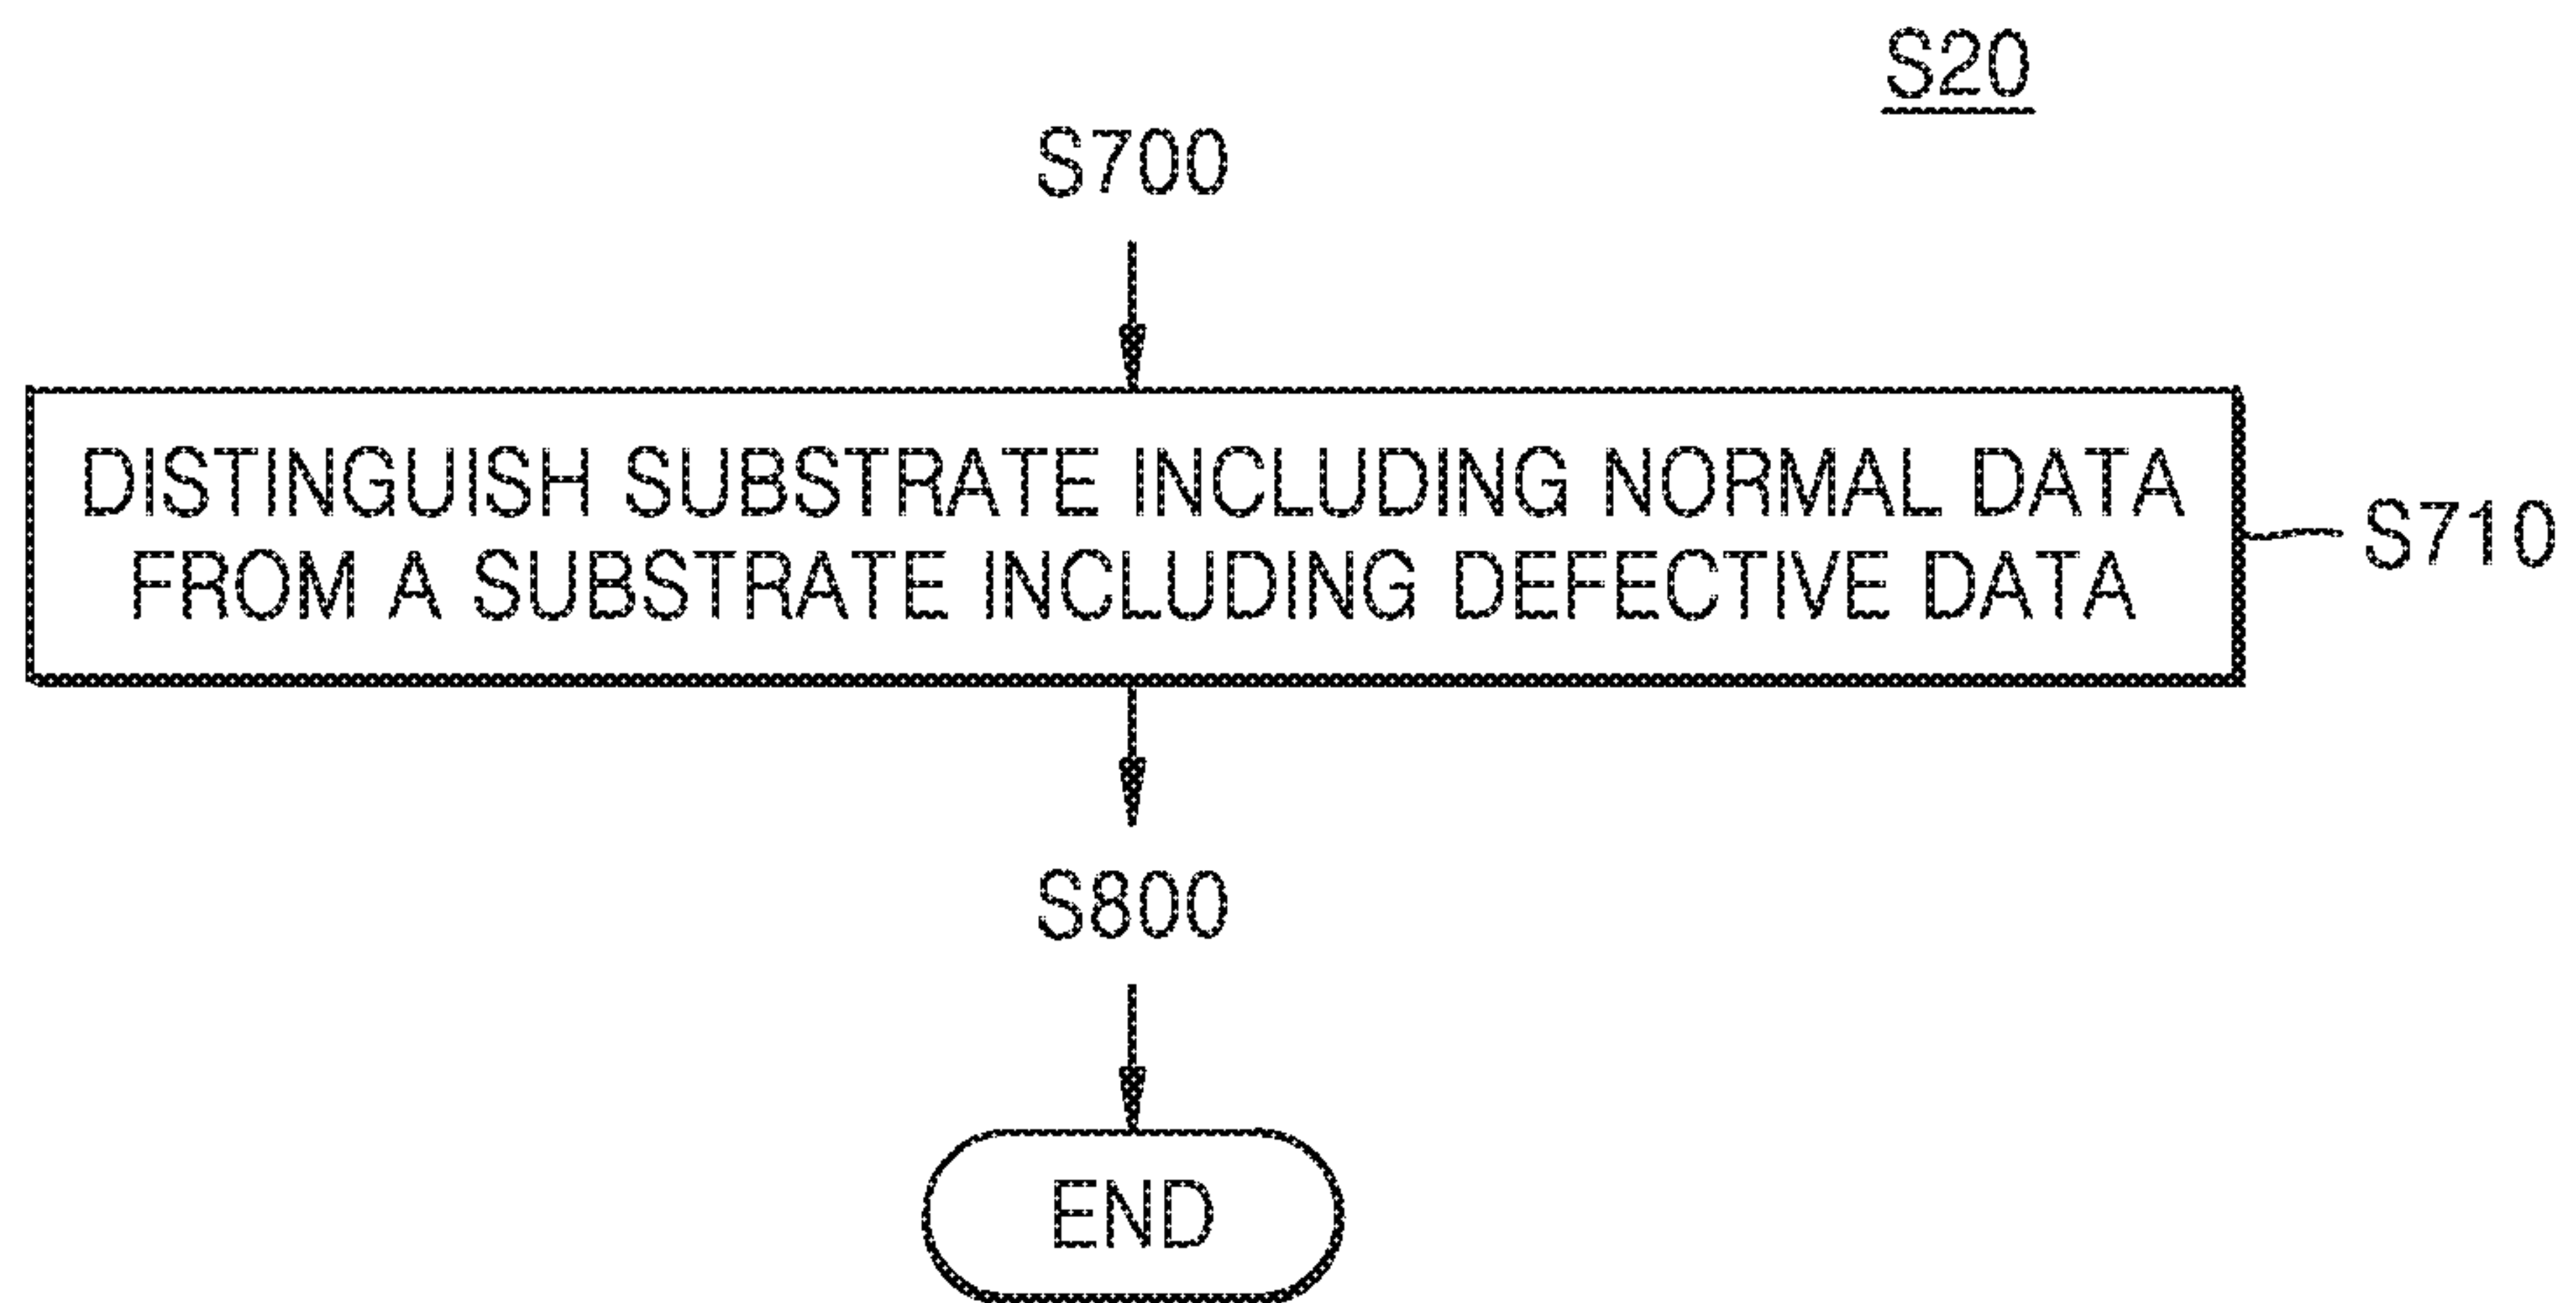 S20
S700
DISTINGUISH SUBSTRATE INCLUDING NORMAL DATA
FROM A SUBSTRATE INCLUDING DEFECTIVE DATA
S710
S800
END